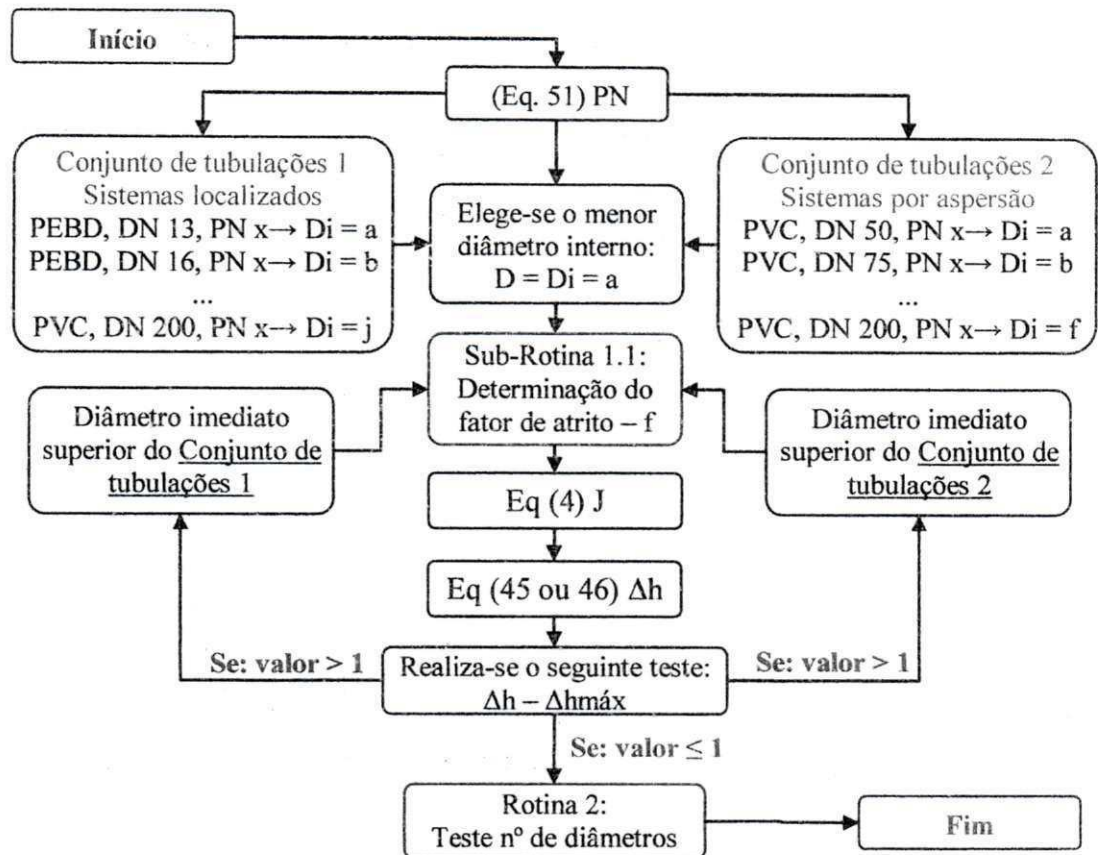 Início
(Eq. 51) PN
Conjunto de tubulações 1
Sistemas localizados
PEBD, DN 13, PN x→ Di = a
PEBD, DN 16, PN x→ Di = b
...
PVC, DN 200, PN x→ Di = j
Elege-se o menor
diâmetro interno:
D = Di = a
Conjunto de tubulações 2
Sistemas por aspersão
PVC, DN 50, PN x→ Di = a
PVC, DN 75, PN x→ Di = b
...
PVC, DN 200, PN x→ Di = f
Sub-Rotina 1.1:
Determinação do
fator de atrito – f
Diâmetro imediato
superior do Conjunto de
tubulações 1
Diâmetro imediato
superior do Conjunto de
tubulações 2
Eq (4) J
Eq (45 ou 46) Δh
Se: valor > 1
Realiza-se o seguinte teste:
Δh – Δhmáx
Se: valor > 1
Se: valor ≤ 1
Rotina 2:
Teste nº de diâmetros
Fim